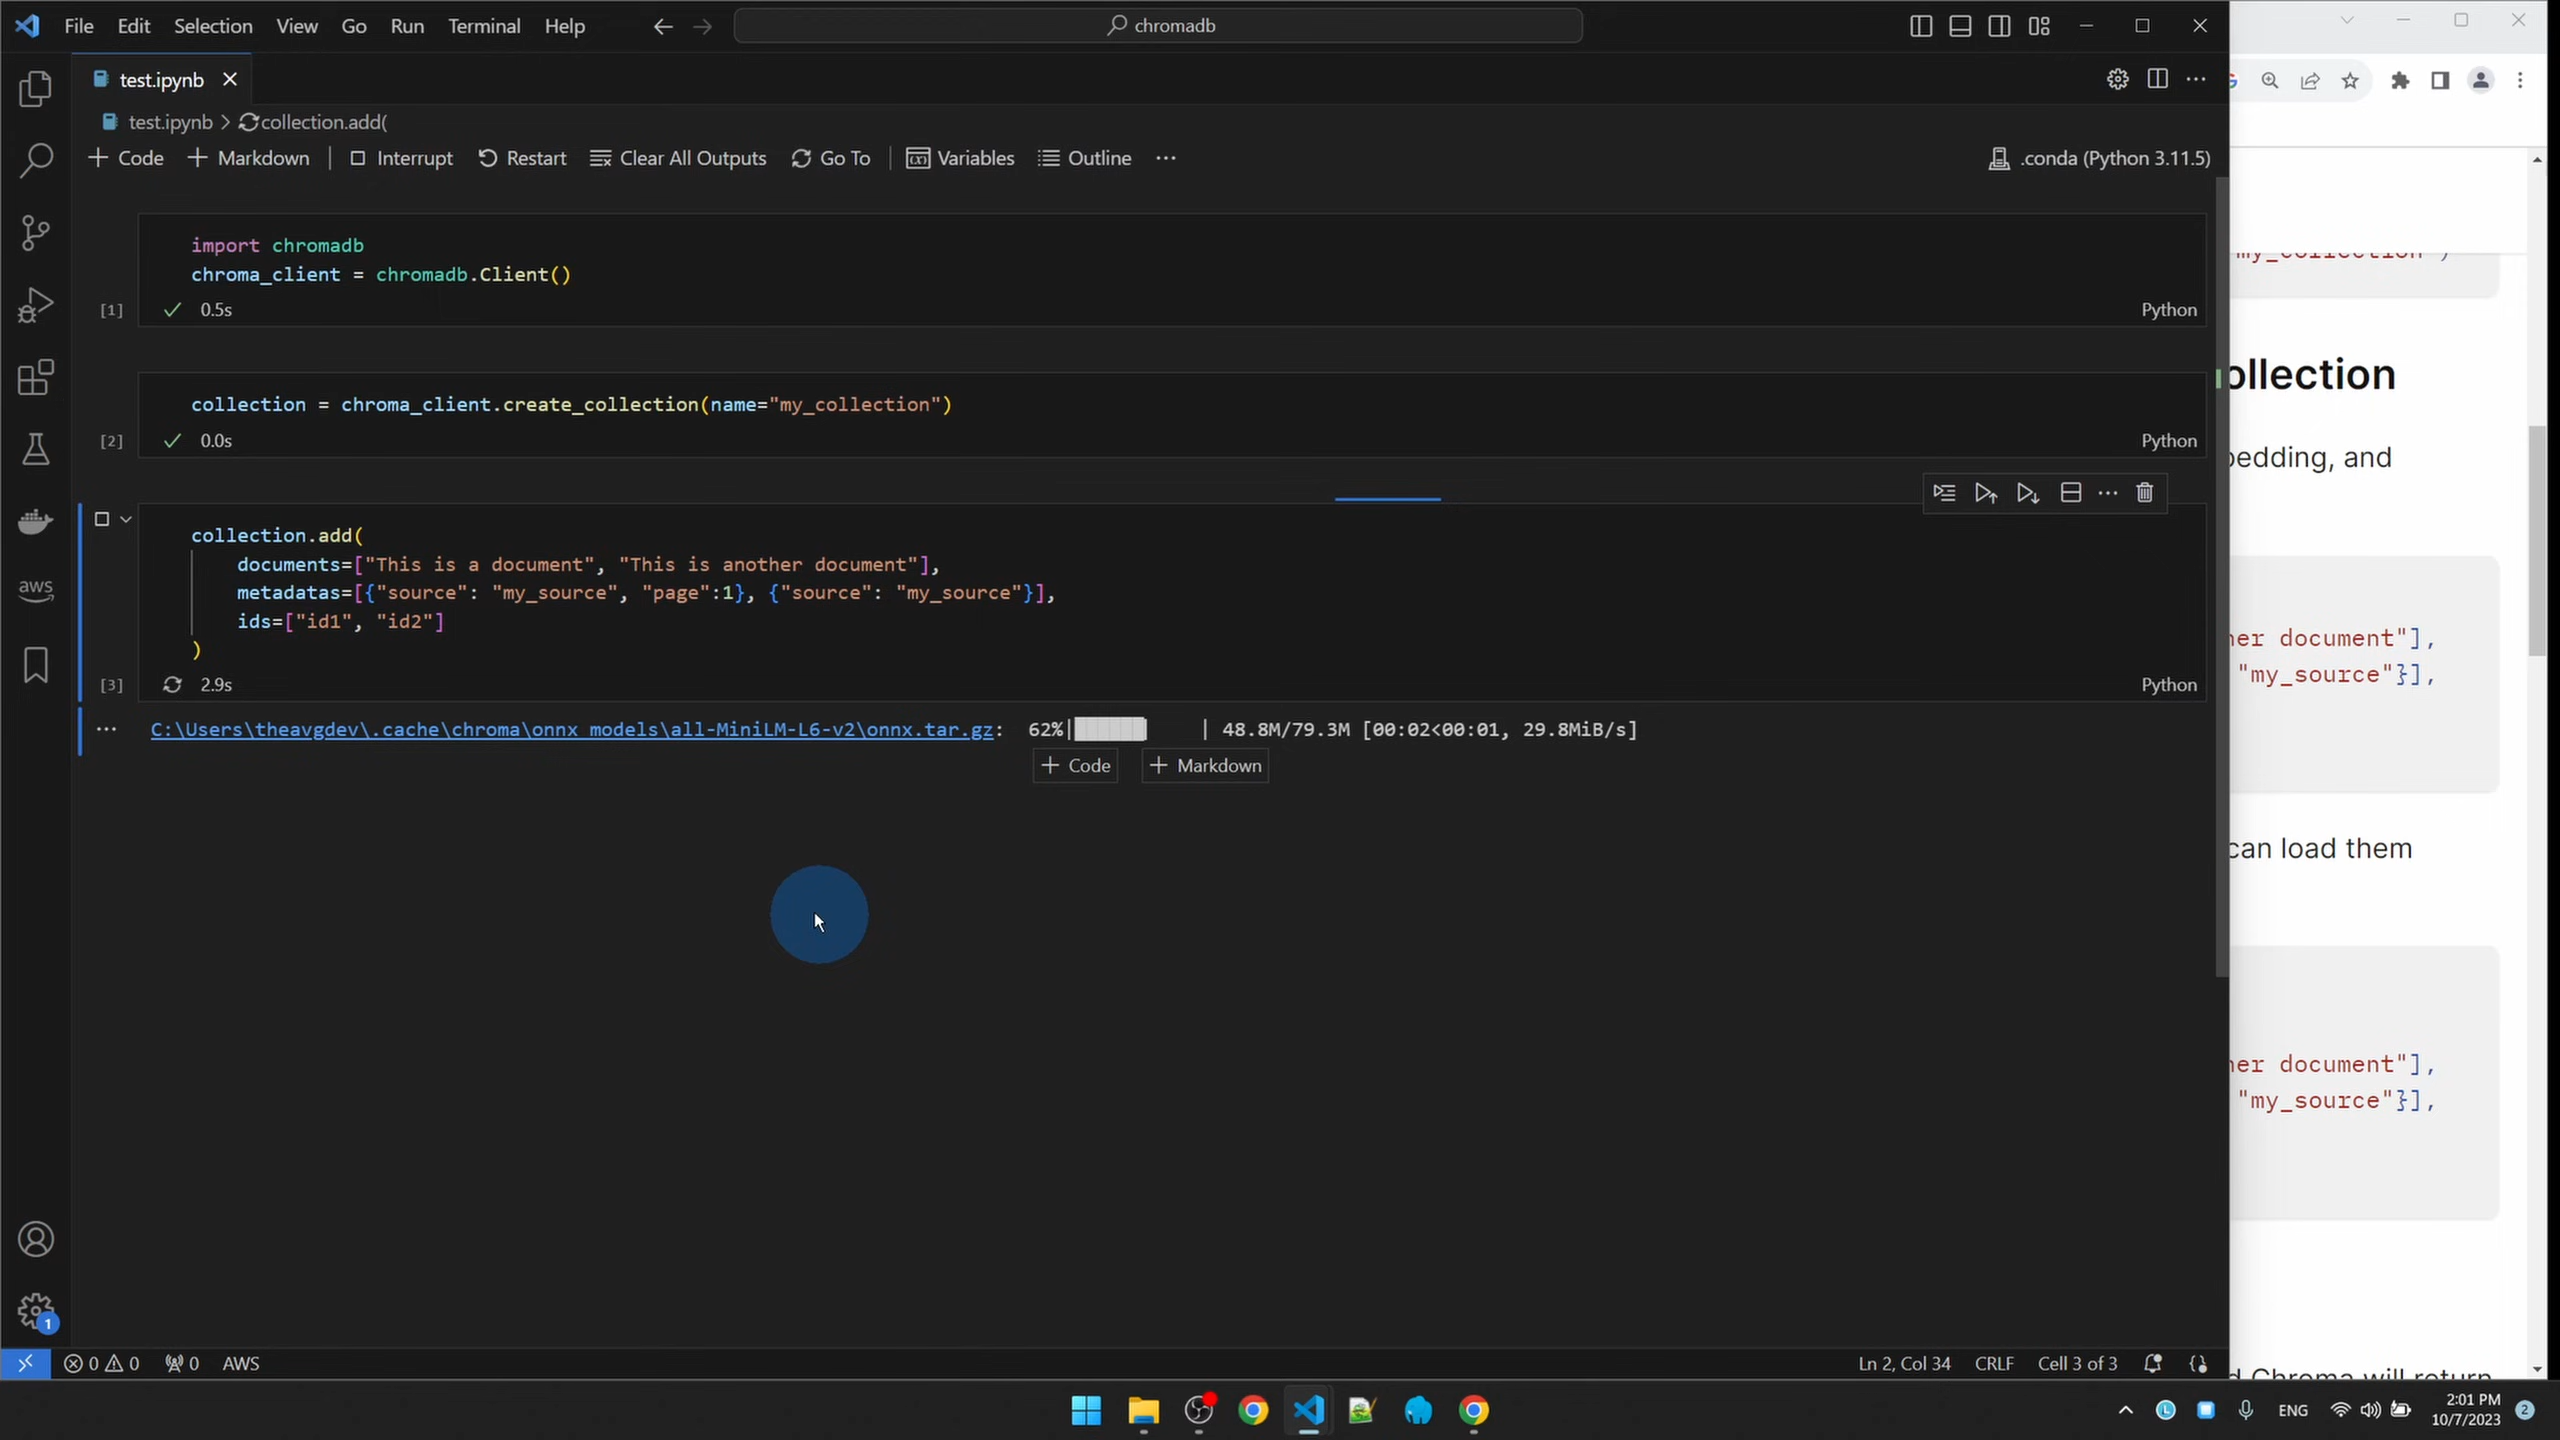 File Edit Selection View Go Run Terminal Help
chromadb
test.ipynb
test.ipynb > collection.add(
Code Markdown Interrupt Restart Clear All Outputs Go To Variables Outline ...
.conda (Python 3.11.5)
import chromadb
chroma_client = chromadb.Client()
[1] 0.5s Python
collection = chroma_client.create_collection(name="my_collection")
[2] 0.0s Python
collection.add(
documents=["This is a document", "This is another document"],
metadatas=[{"source": "my_source", "page":1}, {"source": "my_source"}],
ids=["id1", "id2"]
)
[3] 2.9s Python
C:\Users\theavgdev\.cache\chroma\onnx_models\all-MiniLM-L6-v2\onnx.tar.gz: 62%| | 48.8M/79.3M [00:02<00:01, 29.8MiB/s]
+ Code + Markdown
aws
1
0 0 0 AWS
Ln 2, Col 34 CRLF Cell 3 of 3
ollection
bedding, and
her document"],
"my_source"}],
can load them
her document"],
"my_source"}],
d Chroma will return
ENG
2:01 PM
10/7/2023
2